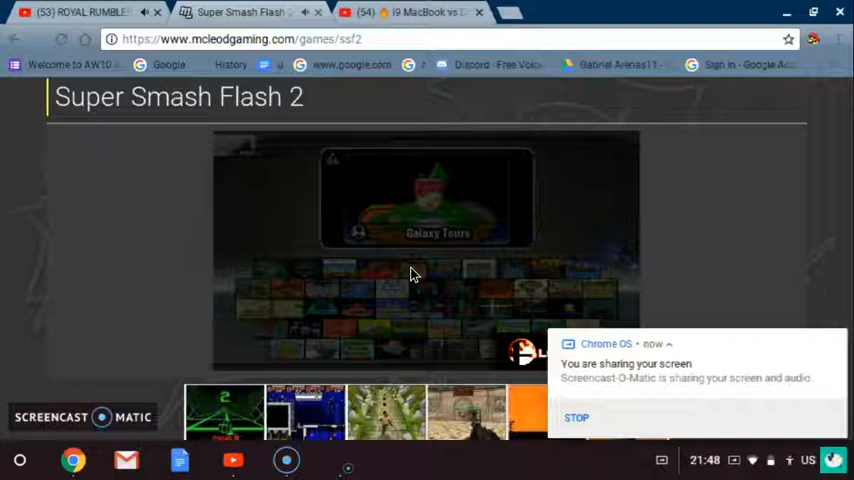 (53) ROYAL RUMBLE
Super Smash Flash 2
(54) 🔥 i9 MacBook vs
https://www.mcleodgaming.com/games/ssf2
Welcome to AW10
Google
History
www.google.com
Discord - Free Voice
Gabriel Arenas11 -
Sign in - Google Acc
Super Smash Flash 2
Galaxy Tours
2
Chrome OS • now
You are sharing your screen
Screencast-O-Matic is sharing your screen and audio.
STOP
SCREENCAST MATIC
21:48
US